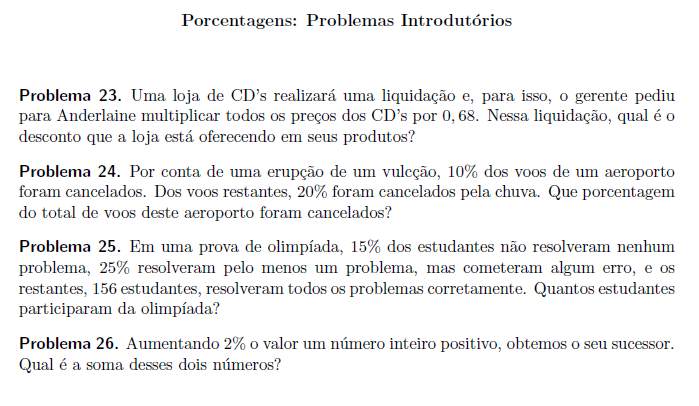 Porcentagens: Problemas Introdutórios
Problema 23. Uma loja de CD's realizará uma liquidação e, para isso, o gerente pediu
para Anderlaine multiplicar todos os preços dos CD's por 0, 68. Nessa liquidação, qual é o
desconto que a loja está oferecendo em seus produtos?
Problema 24. Por conta de uma erupção de um vulcção, 10% dos voos de um aeroporto
foram cancelados. Dos voos restantes, 20% foram cancelados pela chuva. Que porcentagem
do total de voos deste aeroporto foram cancelados?
Problema 25. Em uma prova de olimpíada, 15% dos estudantes não resolveram nenhum
problema, 25% resolveram pelo menos um problema, mas cometeram algum erro, e os
restantes, 156 estudantes, resolveram todos os problemas corretamente. Quantos estudantes
participaram da olimpíada?
Problema 26. Aumentando 2% o valor um número inteiro positivo, obtemos o seu sucessor.
Qual é a soma desses dois números?